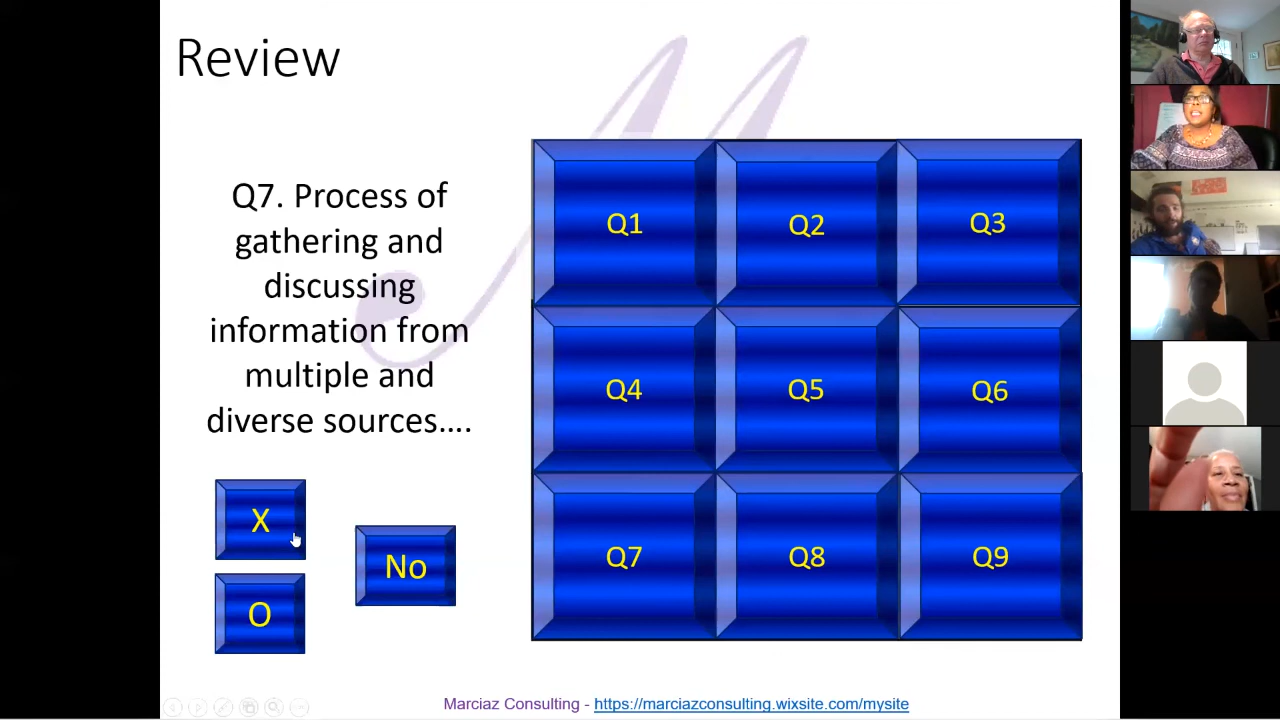 Review
Q7. Process of
gathering and
discussing
information from
multiple and
diverse sources....
X
O
No
Q1 Q2 Q3
Q4 Q5 Q6
Q7 Q8 Q9
Marciaz Consulting - https://marciazconsulting.wixsite.com/mysite